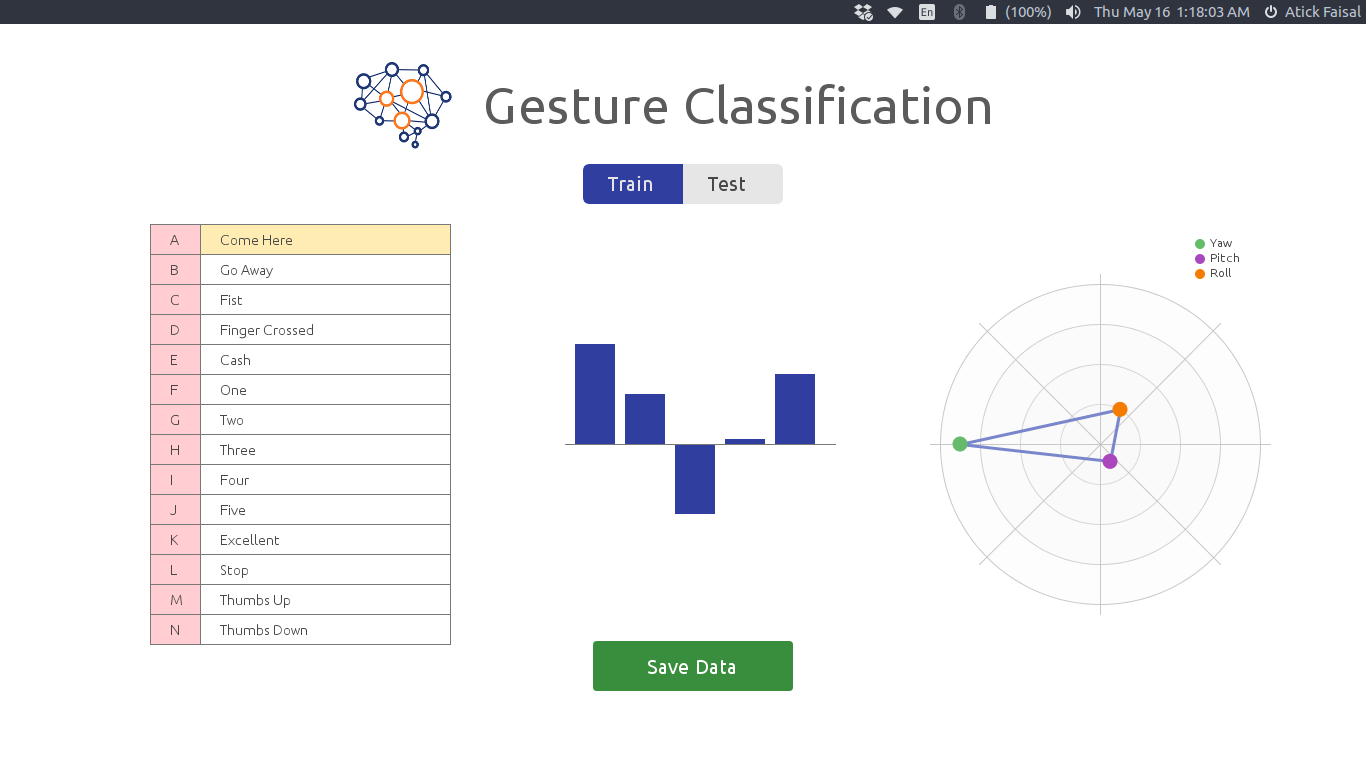 En (100%) Thu May 16 1:18:03 AM Atick Faisal
Gesture Classification
Train Test
A Come Here
B Go Away
C Fist
D Finger Crossed
E Cash
F One
G Two
H Three
I Four
J Five
K Excellent
L Stop
M Thumbs Up
N Thumbs Down
Yaw
Pitch
Roll
Save Data